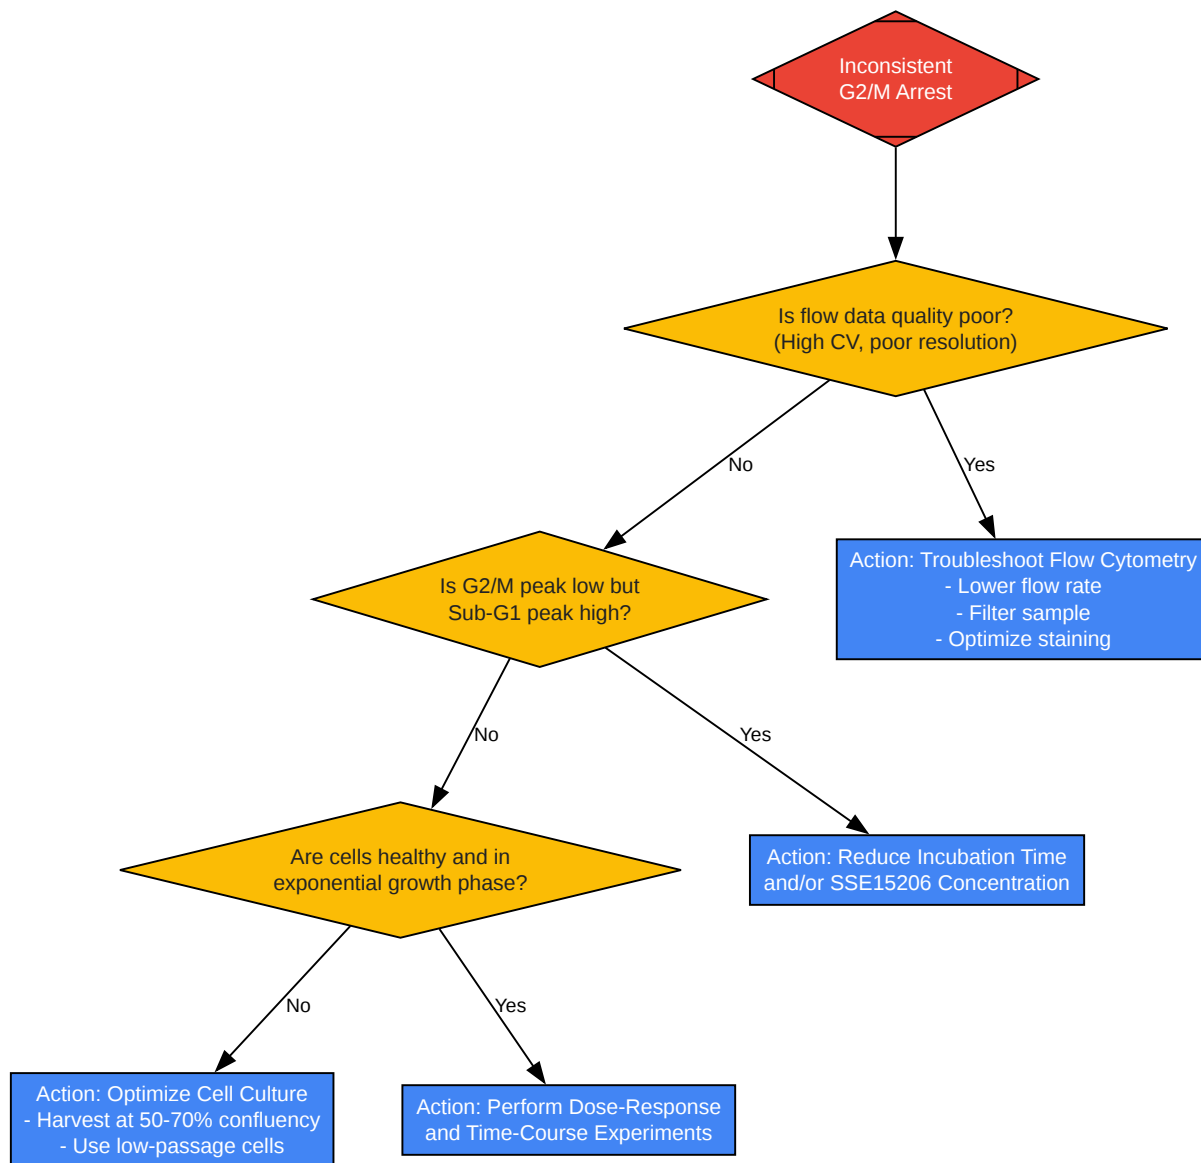 Inconsistent
G2/M Arrest
Is flow data quality poor?
(High CV, poor resolution)
No
Yes
Action: Troubleshoot Flow Cytometry
- Lower flow rate
- Filter sample
- Optimize staining
Is G2/M peak low but
Sub-G1 peak high?
No
Yes
Action: Reduce Incubation Time
and/or SSE15206 Concentration
Are cells healthy and in
exponential growth phase?
No
Yes
Action: Optimize Cell Culture
- Harvest at 50-70% confluency
- Use low-passage cells
Action: Perform Dose-Response
and Time-Course Experiments